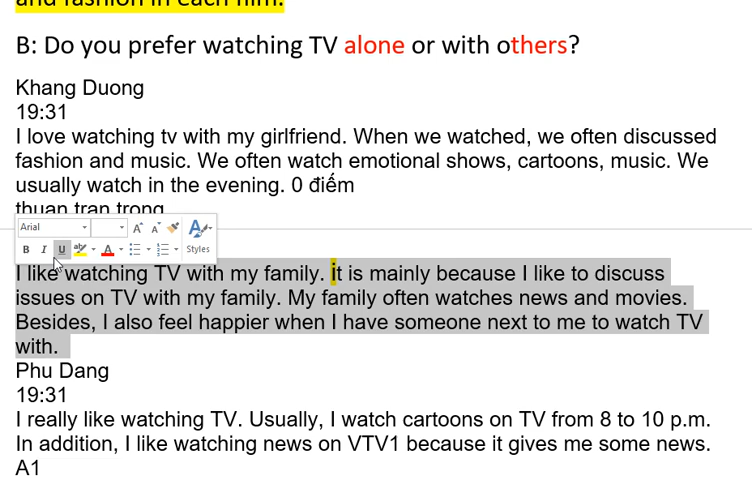 and fashion in each film.
B: Do you prefer watching TV alone or with others?
Khang Duong
19:31
I love watching tv with my girlfriend. When we watched, we often discussed
fashion and music. We often watch emotional shows, cartoons, music. We
usually watch in the evening. 0 điếm
thuan tran trong
Arial
A A A
B I U aby A Styles
I like watching TV with my family. it is mainly because I like to discuss
issues on TV with my family. My family often watches news and movies.
Besides, I also feel happier when I have someone next to me to watch TV
with.
Phu Dang
19:31
I really like watching TV. Usually, I watch cartoons on TV from 8 to 10 p.m.
In addition, I like watching news on VTV1 because it gives me some news.
A1